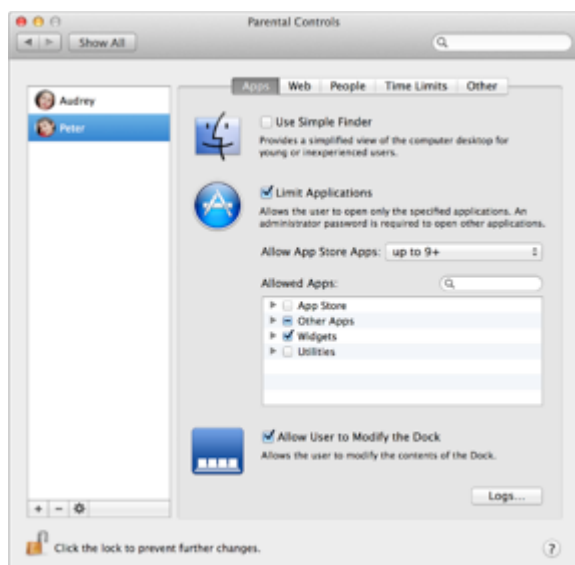 Parental Controls
Show All
Apps Web People Time Limits Other
Audrey
Peter
Use Simple Finder
Provides a simplified view of the computer desktop for
young or inexperienced users.
Limit Applications
Allows the user to open only the specified applications. An
administrator password is required to open other applications.
Allow App Store Apps: up to 9+
Allowed Apps:
App Store
Other Apps
Widgets
Utilities
Allow User to Modify the Dock
Allows the user to modify the contents of the Dock.
Logs...
Click the lock to prevent further changes.
?